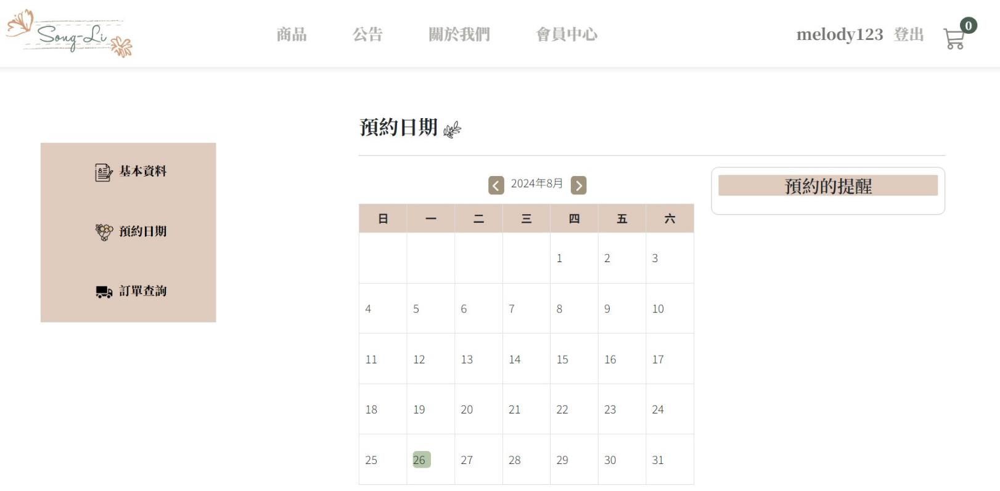 Song-Li
商品 公告 關於我們 會員中心 melody123 登出 0
基本資料
預約日期
訂單查詢
預約日期
2024年8月
日 一 二 三 四 五 六
1 2 3
4 5 6 7 8 9 10
11 12 13 14 15 16 17
18 19 20 21 22 23 24
25 26 27 28 29 30 31
預約的提醒